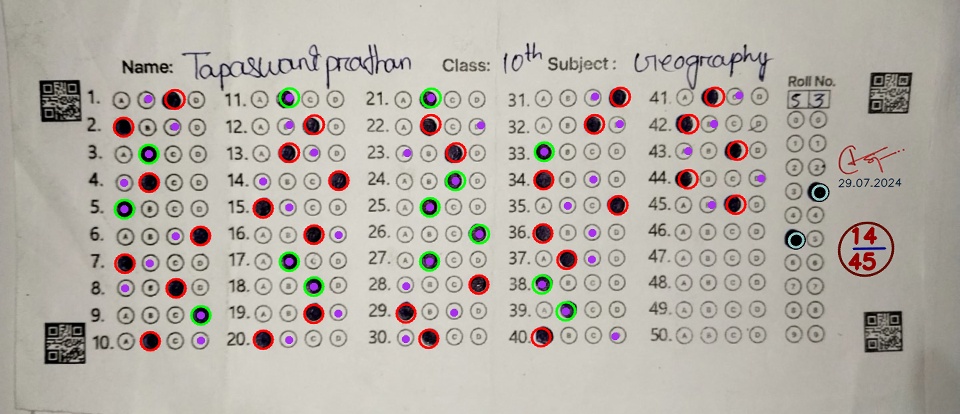 Name: Tapaswani pradhan Class: 10th Subject: Geography
Roll No.
5 3
1. A D 11. A C D 21. A C D 31. A B 41. A D
2. B D 12. A D 22. A C 32. A B 42. C D
3. A C D 13. A D 23. B D 33. B C D 43. B D
4. C D 14. B C 24. A B D 34. B D 44. B C
5. B C D 15. C D 25. A C D 35. A C 45. A D
6. A B 16. A B 26. A B C 36. B D 46. A B C D
7. C D 17. A C D 27. A C D 37. A D 47. A B C D
8. B D 18. A B D 28. B C 38. B C D 48. A B C D
9. A B C 19. A B 29. B D 39. A C D 49. A B C D
10. A C 20. C D 30. C D 40. B C 50. A B C D
29.07.2024
14
45